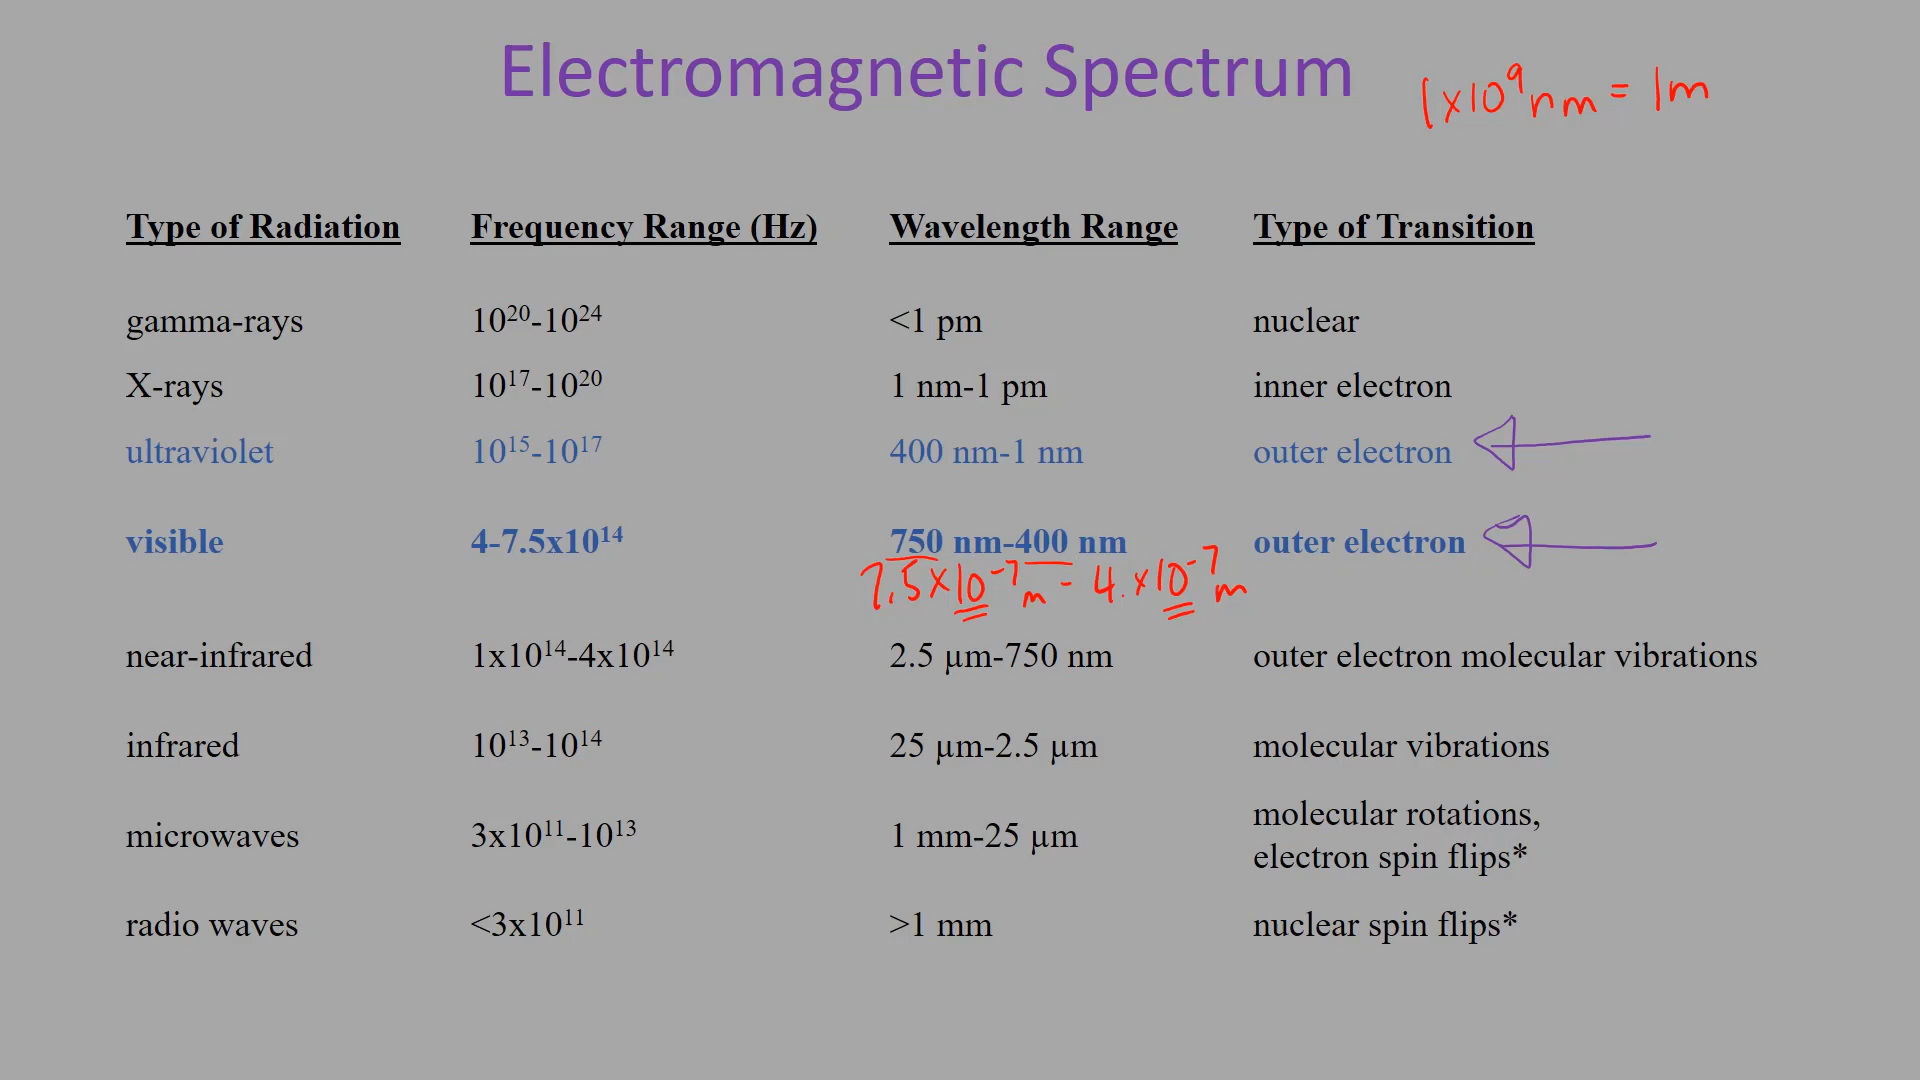 Electromagnetic Spectrum
1x10⁹nm = 1m
Type of Radiation Frequency Range (Hz) Wavelength Range Type of Transition
gamma-rays 10²⁰-10²⁴ <1 pm nuclear
X-rays 10¹⁷-10²⁰ 1 nm-1 pm inner electron
ultraviolet 10¹⁵-10¹⁷ 400 nm-1 nm outer electron
visible 4-7.5x10¹⁴ 750 nm-400 nm outer electron
7.5x10⁻⁷m - 4.x10⁻⁷m
near-infrared 1x10¹⁴-4x10¹⁴ 2.5 µm-750 nm outer electron molecular vibrations
infrared 10¹³-10¹⁴ 25 µm-2.5 µm molecular vibrations
microwaves 3x10¹¹-10¹³ 1 mm-25 µm molecular rotations,
electron spin flips*
radio waves <3x10¹¹ >1 mm nuclear spin flips*